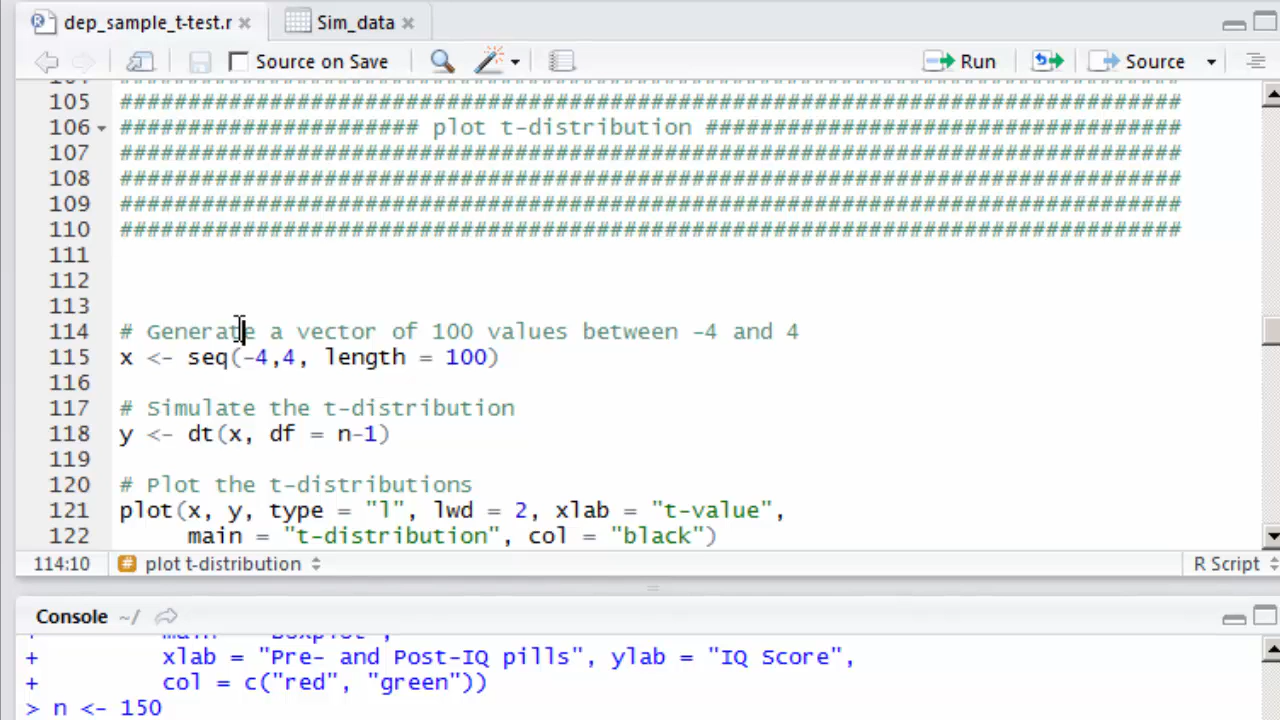 dep_sample_t-test.r
Sim_data
Source on Save
Run
Source
105 ##############################################################################
106 ###################### plot t-distribution ###################################
107 ##############################################################################
108 ##############################################################################
109 ##############################################################################
110 ##############################################################################
111
112
113
114 # Generate a vector of 100 values between -4 and 4
115 x <- seq(-4,4, length = 100)
116
117 # Simulate the t-distribution
118 y <- dt(x, df = n-1)
119
120 # Plot the t-distributions
121 plot(x, y, type = "l", lwd = 2, xlab = "t-value",
122      main = "t-distribution", col = "black")
114:10 # plot t-distribution R Script
Console ~/
+ main = "Boxplot",
+ xlab = "Pre- and Post-IQ pills", ylab = "IQ Score",
+ col = c("red", "green"))
> n <- 150